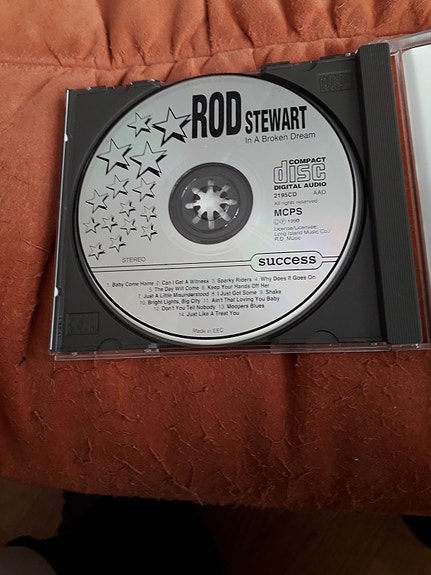 ROD STEWART
In A Broken Dream
COMPACT
disc
DIGITAL AUDIO
2195CD AAD
All rights reserved
MCPS
License/Licensee
Long Island Music Co./
R.D. Music
STEREO
success
1. Baby Come Home 2. Can I Get A Witness 3. Sparky Riders 4. Why Does It Goes On
5. The Day Will Come 6. Keep Your Hands Off Her
7. Just A Little Misunderstood 8. I Just Got Some 9. Shake
10. Bright Lights, Big City 11. Ain't That Loving You Baby
12. Don't You Tell Nobody 13. Moopers Blues
14. Just Like A Treat You
Made in EEC